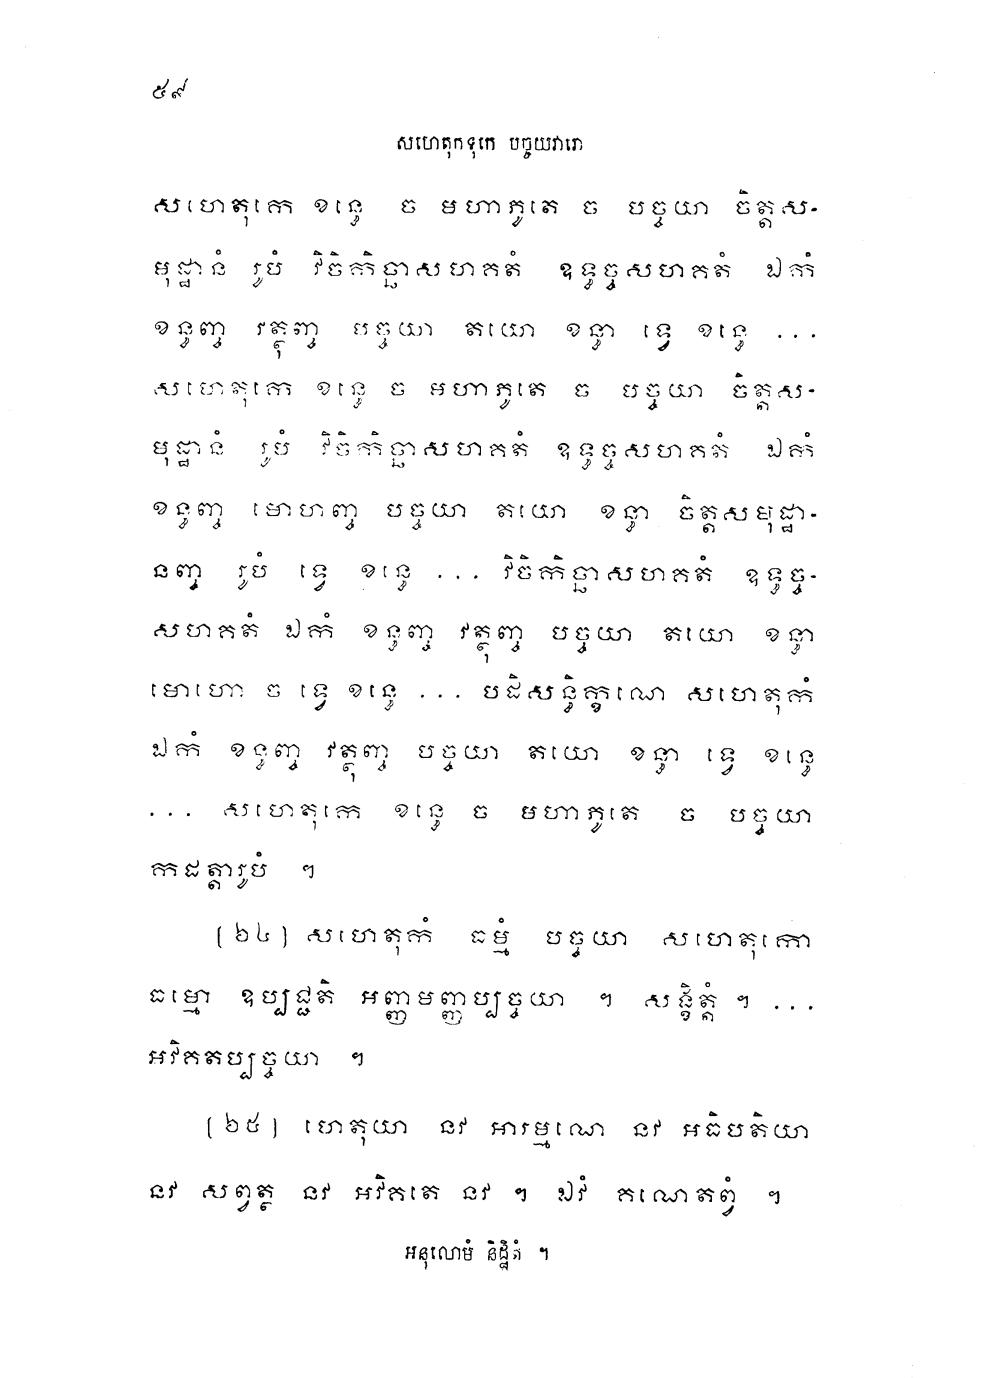 ៥៩
សហេតុកទុកេ បច្ចយវារោ
សហេតុកេ ខន្ធេ ច មហាភូតេ ច បច្ចយា ចិត្តស-
មុដ្ឋានំ រូបំ វិចិកិច្ឆាសហគតំ ឧទ្ធច្ចសហគតំ ឯកំ
ខន្ធញ្ច វត្ថុញ្ច បច្ចយា តយោ ខន្ធា ទ្វេ ខន្ធេ ...
សហេតុកេ ខន្ធេ ច មហាភូតេ ច បច្ចយា ចិត្តស-
មុដ្ឋានំ រូបំ វិចិកិច្ឆាសហគតំ ឧទ្ធច្ចសហគតំ ឯកំ
ខន្ធញ្ច មោហញ្ច បច្ចយា តយោ ខន្ធា ចិត្តសមុដ្ឋា-
នញ្ច រូបំ ទ្វេ ខន្ធេ ... វិចិកិច្ឆាសហគតំ ឧទ្ធច្ច-
សហគតំ ឯកំ ខន្ធញ្ច វត្ថុញ្ច បច្ចយា តយោ ខន្ធា
មោហោ ច ទ្វេ ខន្ធេ ... បដិសន្ធិក្ខណេ សហេតុកំ
ឯកំ ខន្ធញ្ច វត្ថុញ្ច បច្ចយា តយោ ខន្ធា ទ្វេ ខន្ធេ
... សហេតុកេ ខន្ធេ ច មហាភូតេ ច បច្ចយា
កដត្តារូបំ ។
(២៤) សហេតុកំ ធម្មំ បច្ចយា សហេតុកោ
ធម្មោ ឧប្បជ្ជតិ អញ្ញមញ្ញប្បច្ចយា ។ សង្ខិត្តំ ។ ...
អវិគតប្បច្ចយា ។
(២៥) ហេតុយា នវ អារម្មណេ នវ អធិបតិយា
នវ សព្វត្ថ នវ អវិគតេ នវ ។ ឯវំ គណេតព្វំ ។
អនុលោមំ និដ្ឋិតំ ។